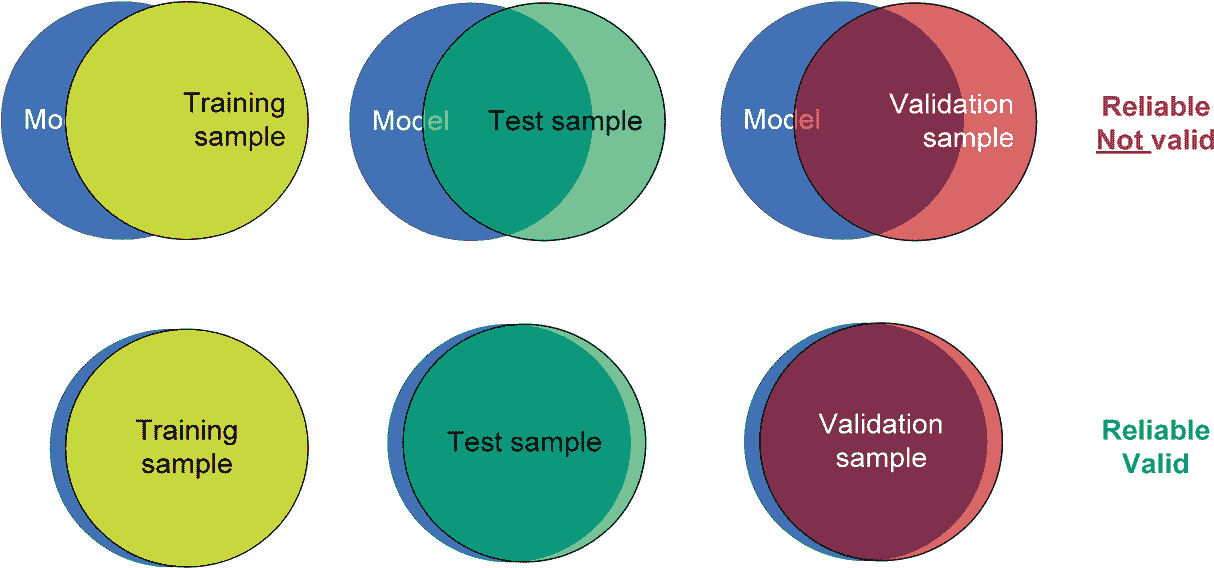 Mo
Training
sample
Model
Test sample
Model
Validation
sample
Reliable
Not valid
Training
sample
Test sample
Validation
sample
Reliable
Valid